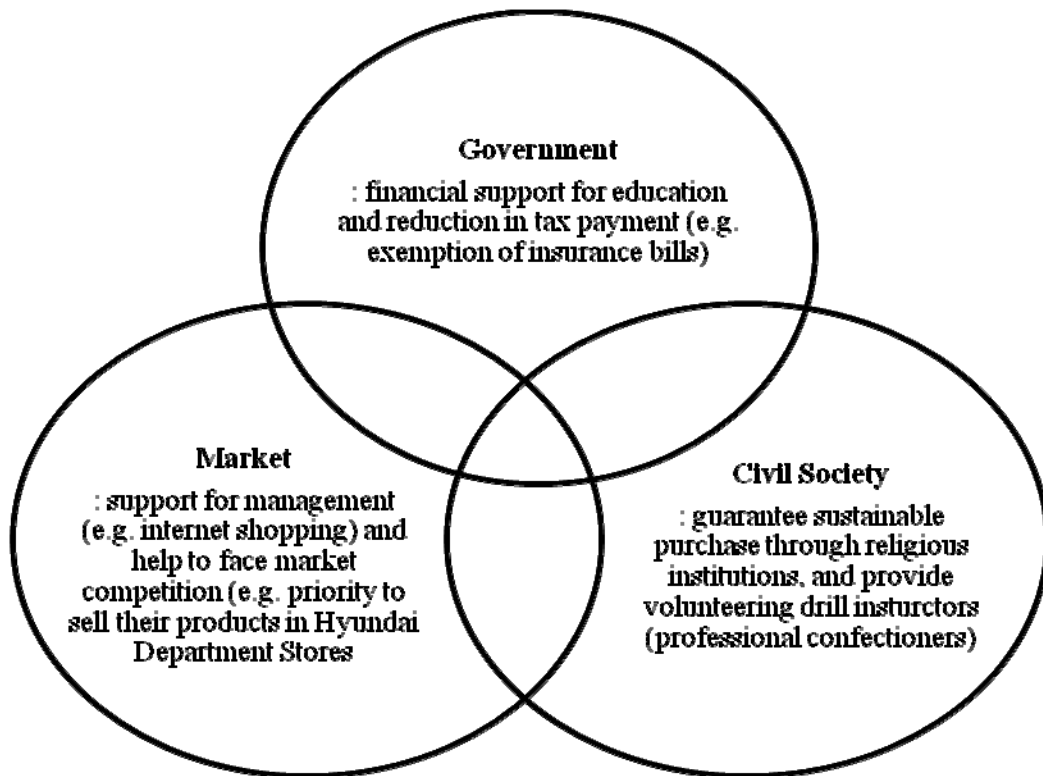 Government
: financial support for education
and reduction in tax payment (e.g.
exemption of insurance bills)
Market
: support for management
(e.g. internet shopping) and
help to face market
competition (e.g. priority to
sell their products in Hyundai
Department Stores
Civil Society
: guarantee sustainable
purchase through religious
institutions, and provide
volunteering drill insturctors
(professional confectioners)